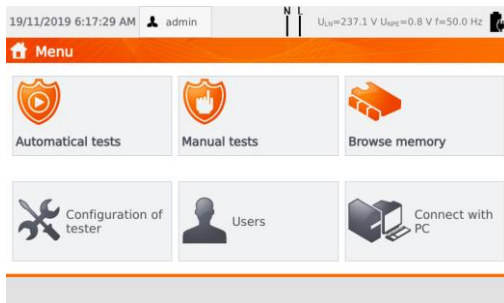 N L
19/11/2019 6:17:29 AM admin ULN=237.1 V UNPE=0.8 V f=50.0 Hz
Menu
Automatical tests Manual tests Browse memory
Configuration of tester Users Connect with PC